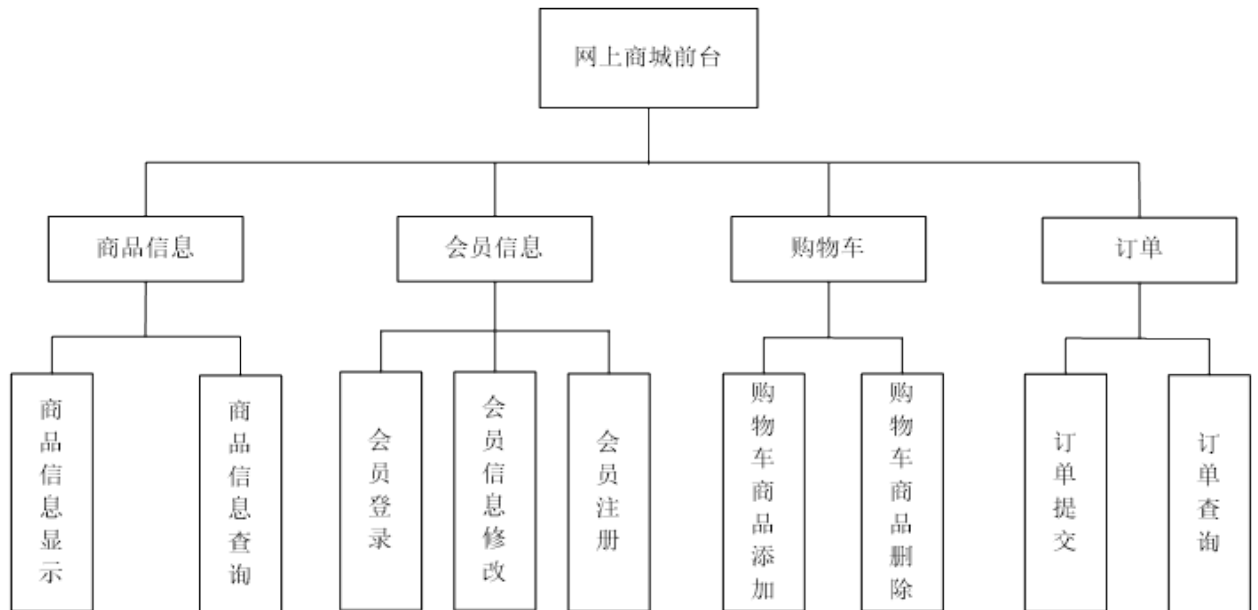 网上商城前台
商品信息
会员信息
购物车
订单
商品信息显示
商品信息查询
会员登录
会员信息修改
会员注册
购物车商品添加
购物车商品删除
订单提交
订单查询